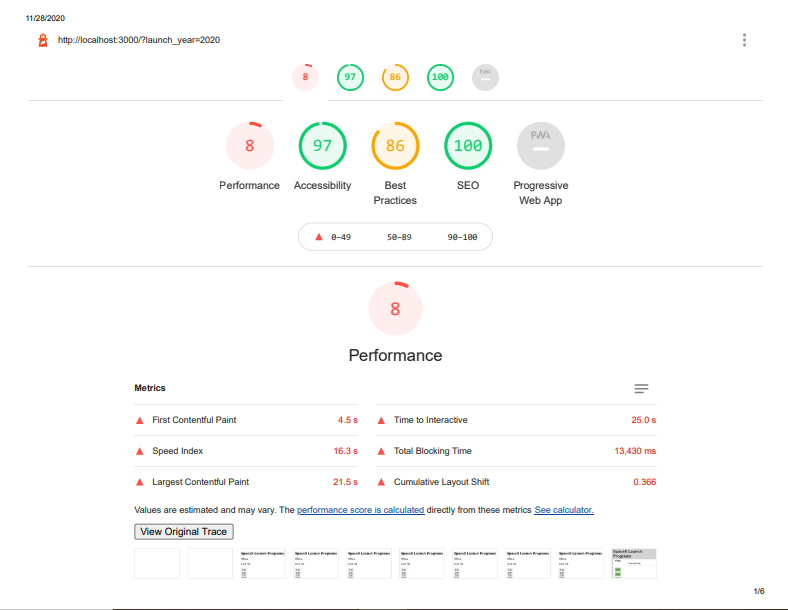 11/28/2020
http://localhost:3000/?launch_year=2020
8 97 86 100 PWA
8 97 86 100 PWA
Performance Accessibility Best Practices SEO Progressive Web App
0–49 50–89 90–100
8
Performance
Metrics
First Contentful Paint 4.5 s
Time to Interactive 25.0 s
Speed Index 16.3 s
Total Blocking Time 13,430 ms
Largest Contentful Paint 21.5 s
Cumulative Layout Shift 0.366
Values are estimated and may vary. The performance score is calculated directly from these metrics See calculator.
View Original Trace
SpaceX Launch Programs
SpaceX Launch Programs
SpaceX Launch Programs
SpaceX Launch Programs
SpaceX Launch Programs
SpaceX Launch Programs
SpaceX Launch Programs
SpaceX Launch Programs
1/6